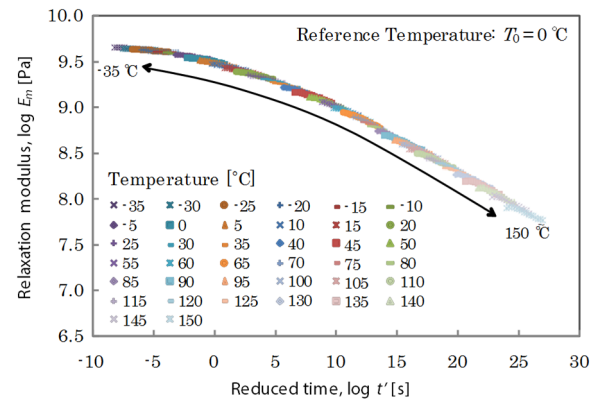 10.0
9.5
9.0
8.5
8.0
7.5
7.0
6.5
Relaxation modulus, log Em [Pa]
Reference Temperature: T0 = 0 ℃
-35 ℃
150 ℃
Temperature [℃]
-35 -30 -25 -20 -15 -10
-5 0 5 10 15 20
25 30 35 40 45 50
55 60 65 70 75 80
85 90 95 100 105 110
115 120 125 130 135 140
145 150
-10 -5 0 5 10 15 20 25 30
Reduced time, log t′ [s]